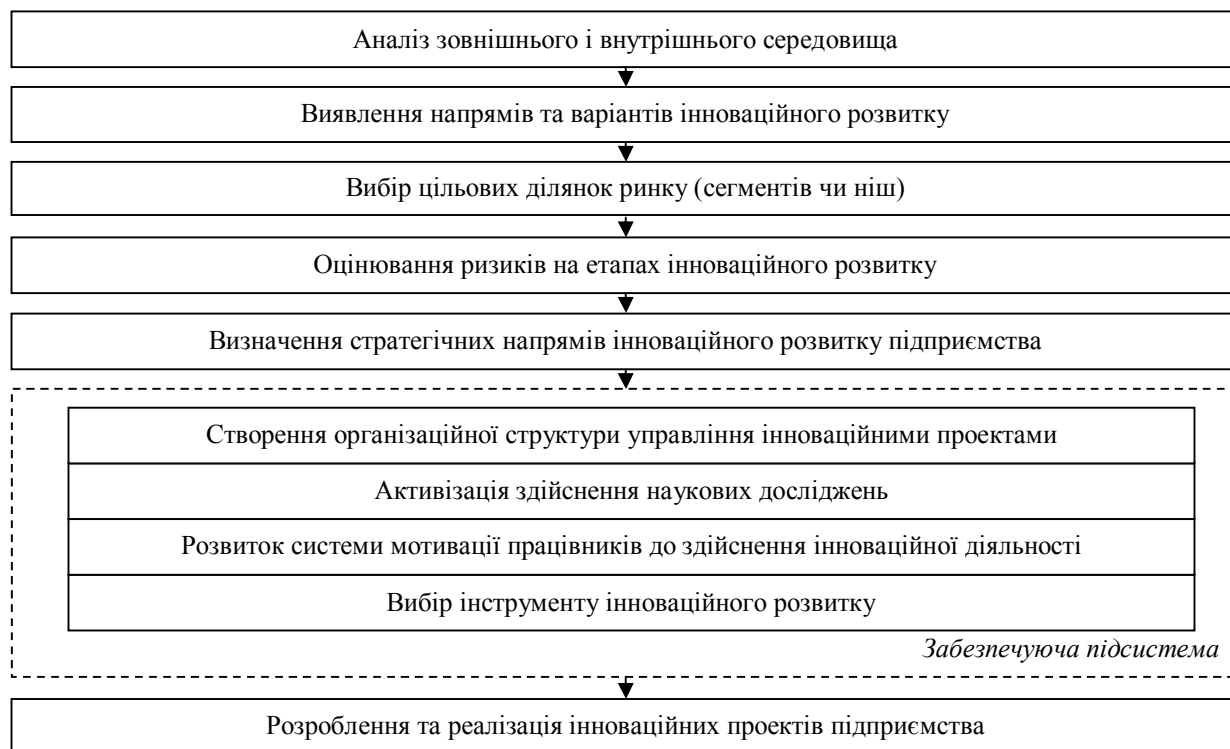 Аналіз зовнішнього і внутрішнього середовища
Виявлення напрямів та варіантів інноваційного розвитку
Вибір цільових ділянок ринку (сегментів чи ніш)
Оцінювання ризиків на етапах інноваційного розвитку
Визначення стратегічних напрямів інноваційного розвитку підприємства
Створення організаційної структури управління інноваційними проектами
Активізація здійснення наукових досліджень
Розвиток системи мотивації працівників до здійснення інноваційної діяльності
Вибір інструменту інноваційного розвитку
Забезпечуюча підсистема
Розроблення та реалізація інноваційних проектів підприємства